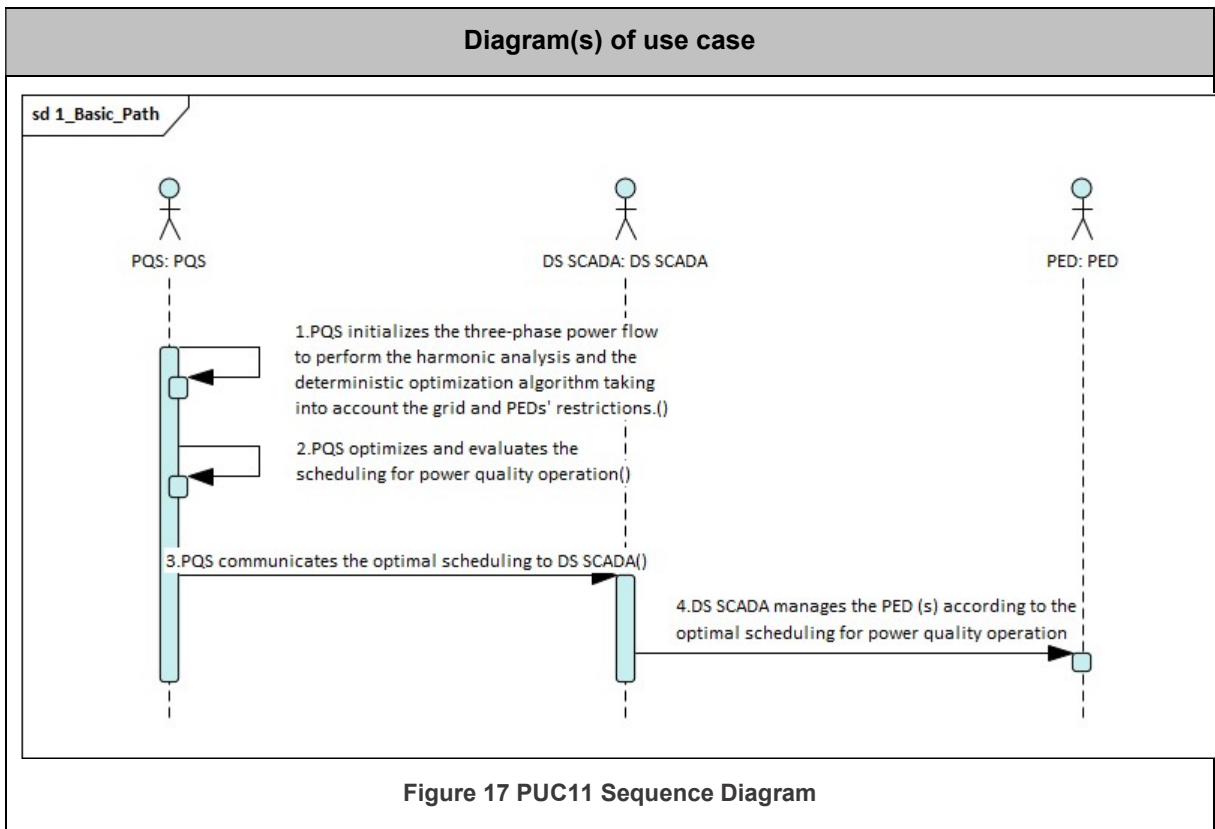 Diagram(s) of use case
sd 1_Basic_Path
PQS: PQS
DS SCADA: DS SCADA
PED: PED
1.PQS initializes the three-phase power flow
to perform the harmonic analysis and the
deterministic optimization algorithm taking
into account the grid and PEDs' restrictions.()
2.PQS optimizes and evaluates the
scheduling for power quality operation()
3.PQS communicates the optimal scheduling to DS SCADA()
4.DS SCADA manages the PED (s) according to the
optimal scheduling for power quality operation
Figure 17 PUC11 Sequence Diagram